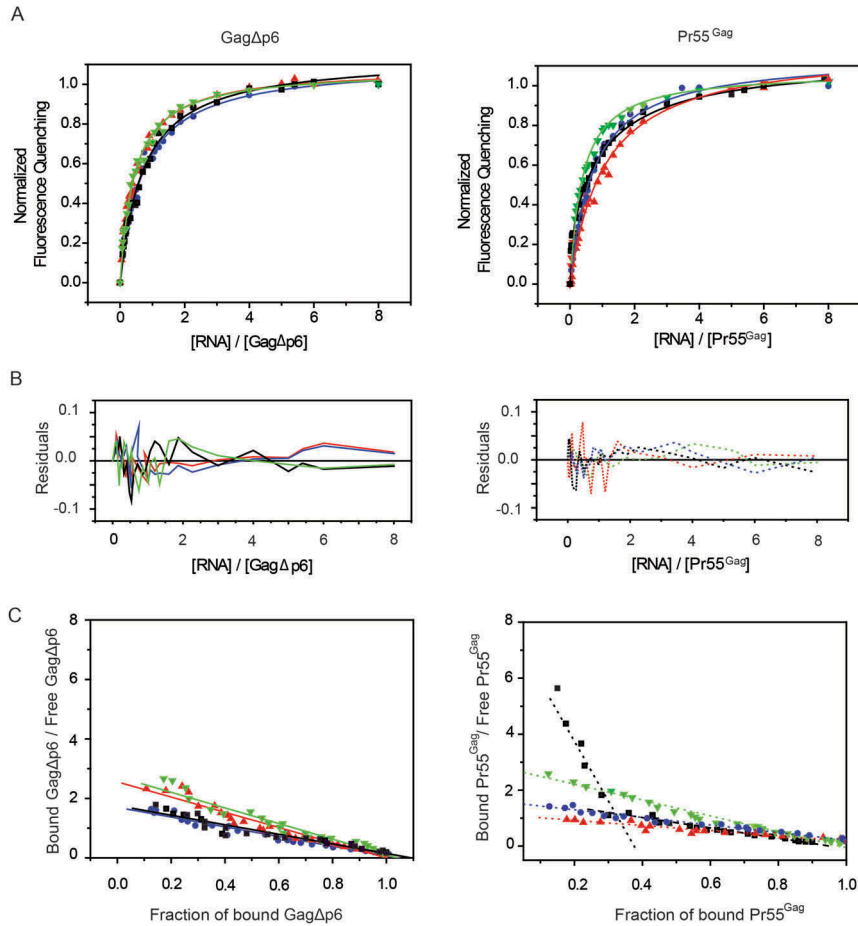 A
GagΔp6
Pr55 Gag
Normalized
Fluorescence Quenching
1.0
0.8
0.6
0.4
0.2
0.0
0 2 4 6 8
[RNA] / [GagΔp6]
Normalized
Fluorescence Quenching
1.0
0.8
0.6
0.4
0.2
0.0
0 2 4 6 8
[RNA] / [Pr55Gag]
B
Residuals
0.1
0.0
-0.1
0 2 4 6 8
[RNA] / [GagΔp6]
Residuals
0.1
0.0
-0.1
0 2 4 6 8
[RNA] / [Pr55Gag]
C
Bound GagΔp6 / Free GagΔp6
8
6
4
2
0
0.0 0.2 0.4 0.6 0.8 1.0
Fraction of bound GagΔp6
Bound Pr55Gag/ Free Pr55Gag
8
6
4
2
0
0.2 0.4 0.6 0.8 1.0
Fraction of bound Pr55Gag